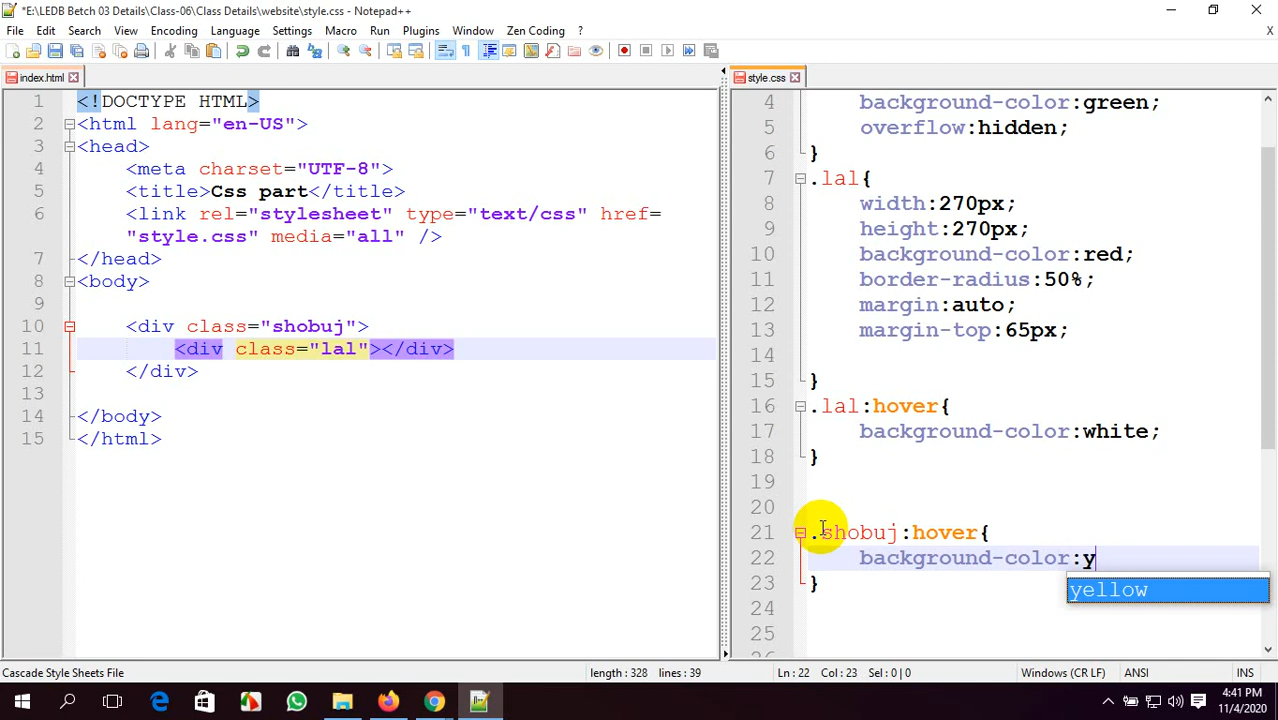 *E:\LEDB Betch 03 Details\Class-06\Class Details\website\style.css - Notepad++
File Edit Search View Encoding Language Settings Macro Run Plugins Window Zen Coding ? X
index.html
1 <!DOCTYPE HTML>
2 <html lang="en-US">
3 <head>
4 <meta charset="UTF-8">
5 <title>Css part</title>
6 <link rel="stylesheet" type="text/css" href=
"style.css" media="all" />
7 </head>
8 <body>
9
10 <div class="shobuj">
11 <div class="lal"></div>
12 </div>
13
14 </body>
15 </html>
style.css
4 background-color:green;
5 overflow:hidden;
6 }
7 .lal{
8 width:270px;
9 height:270px;
10 background-color:red;
11 border-radius:50%;
12 margin:auto;
13 margin-top:65px;
14
15 }
16 .lal:hover{
17 background-color:white;
18 }
19
20
21 .shobuj:hover{
22 background-color:y
yellow
23 }
24
25
26
Cascade Style Sheets File length : 328 lines : 39 Ln : 22 Col : 23 Sel : 0 | 0 Windows (CR LF) ANSI INS
4:41 PM
11/4/2020